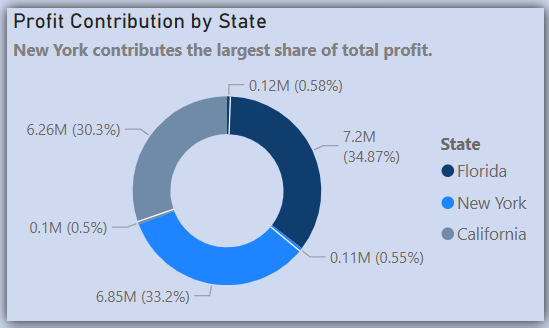 Profit Contribution by State
New York contributes the largest share of total profit.
0.12M (0.58%)
6.26M (30.3%)
7.2M
(34.87%)
State
Florida
New York
California
0.1M (0.5%)
0.11M (0.55%)
6.85M (33.2%)